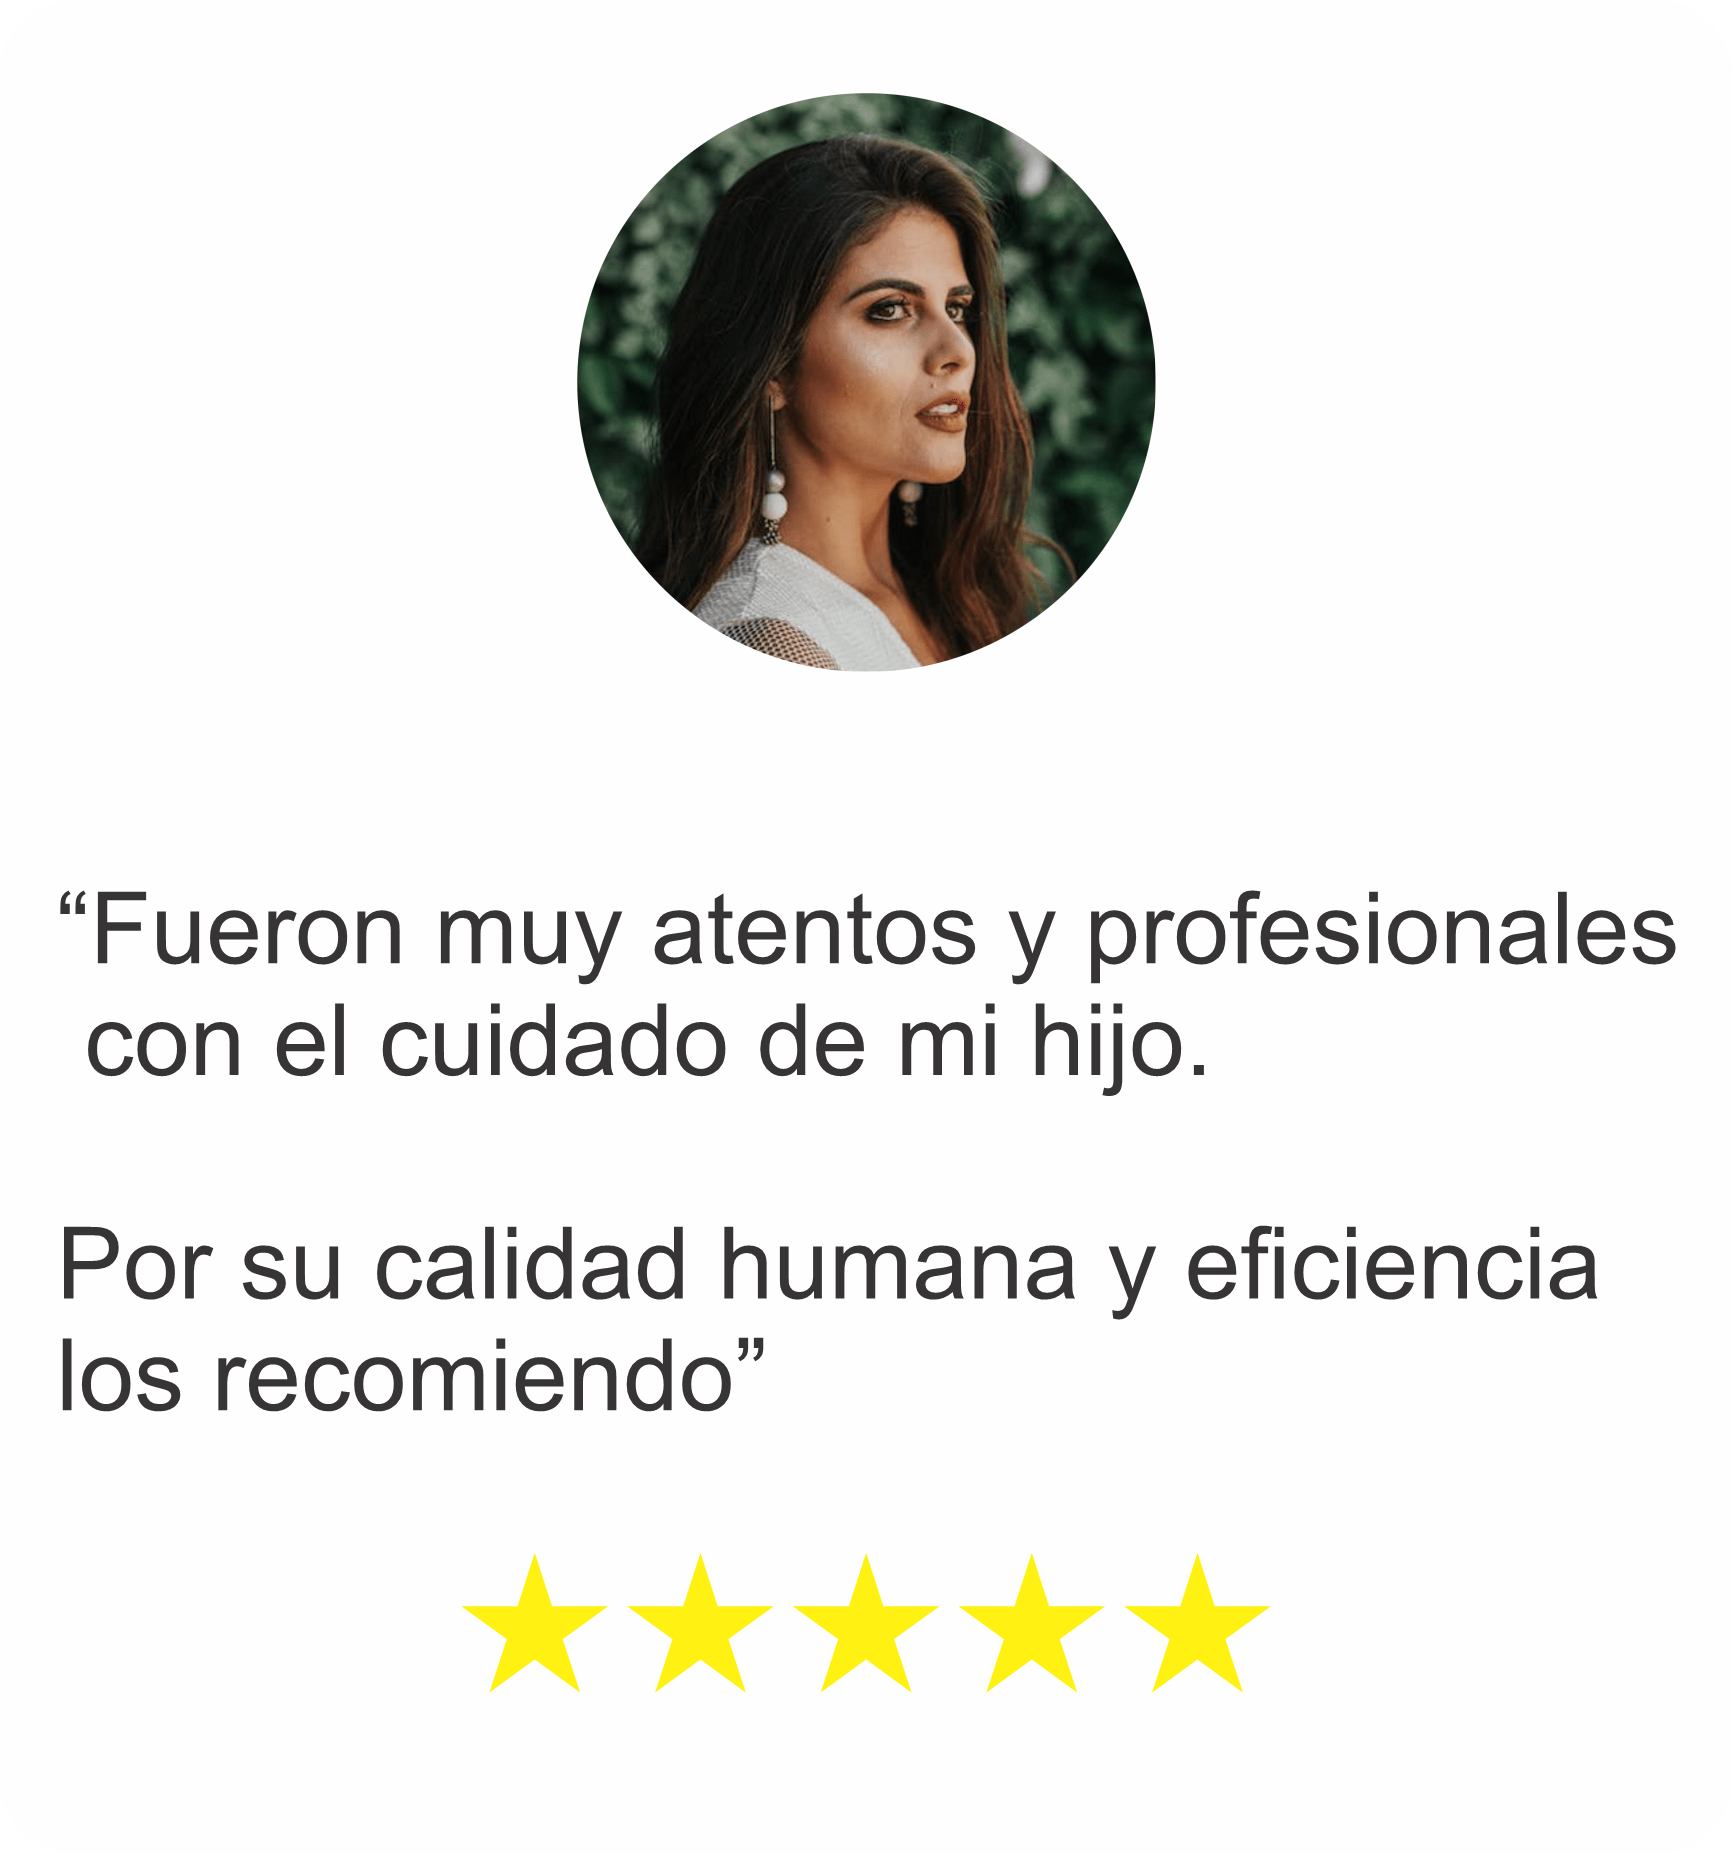 “Fueron muy atentos y profesionales
con el cuidado de mi hijo.
Por su calidad humana y eficiencia
los recomiendo”